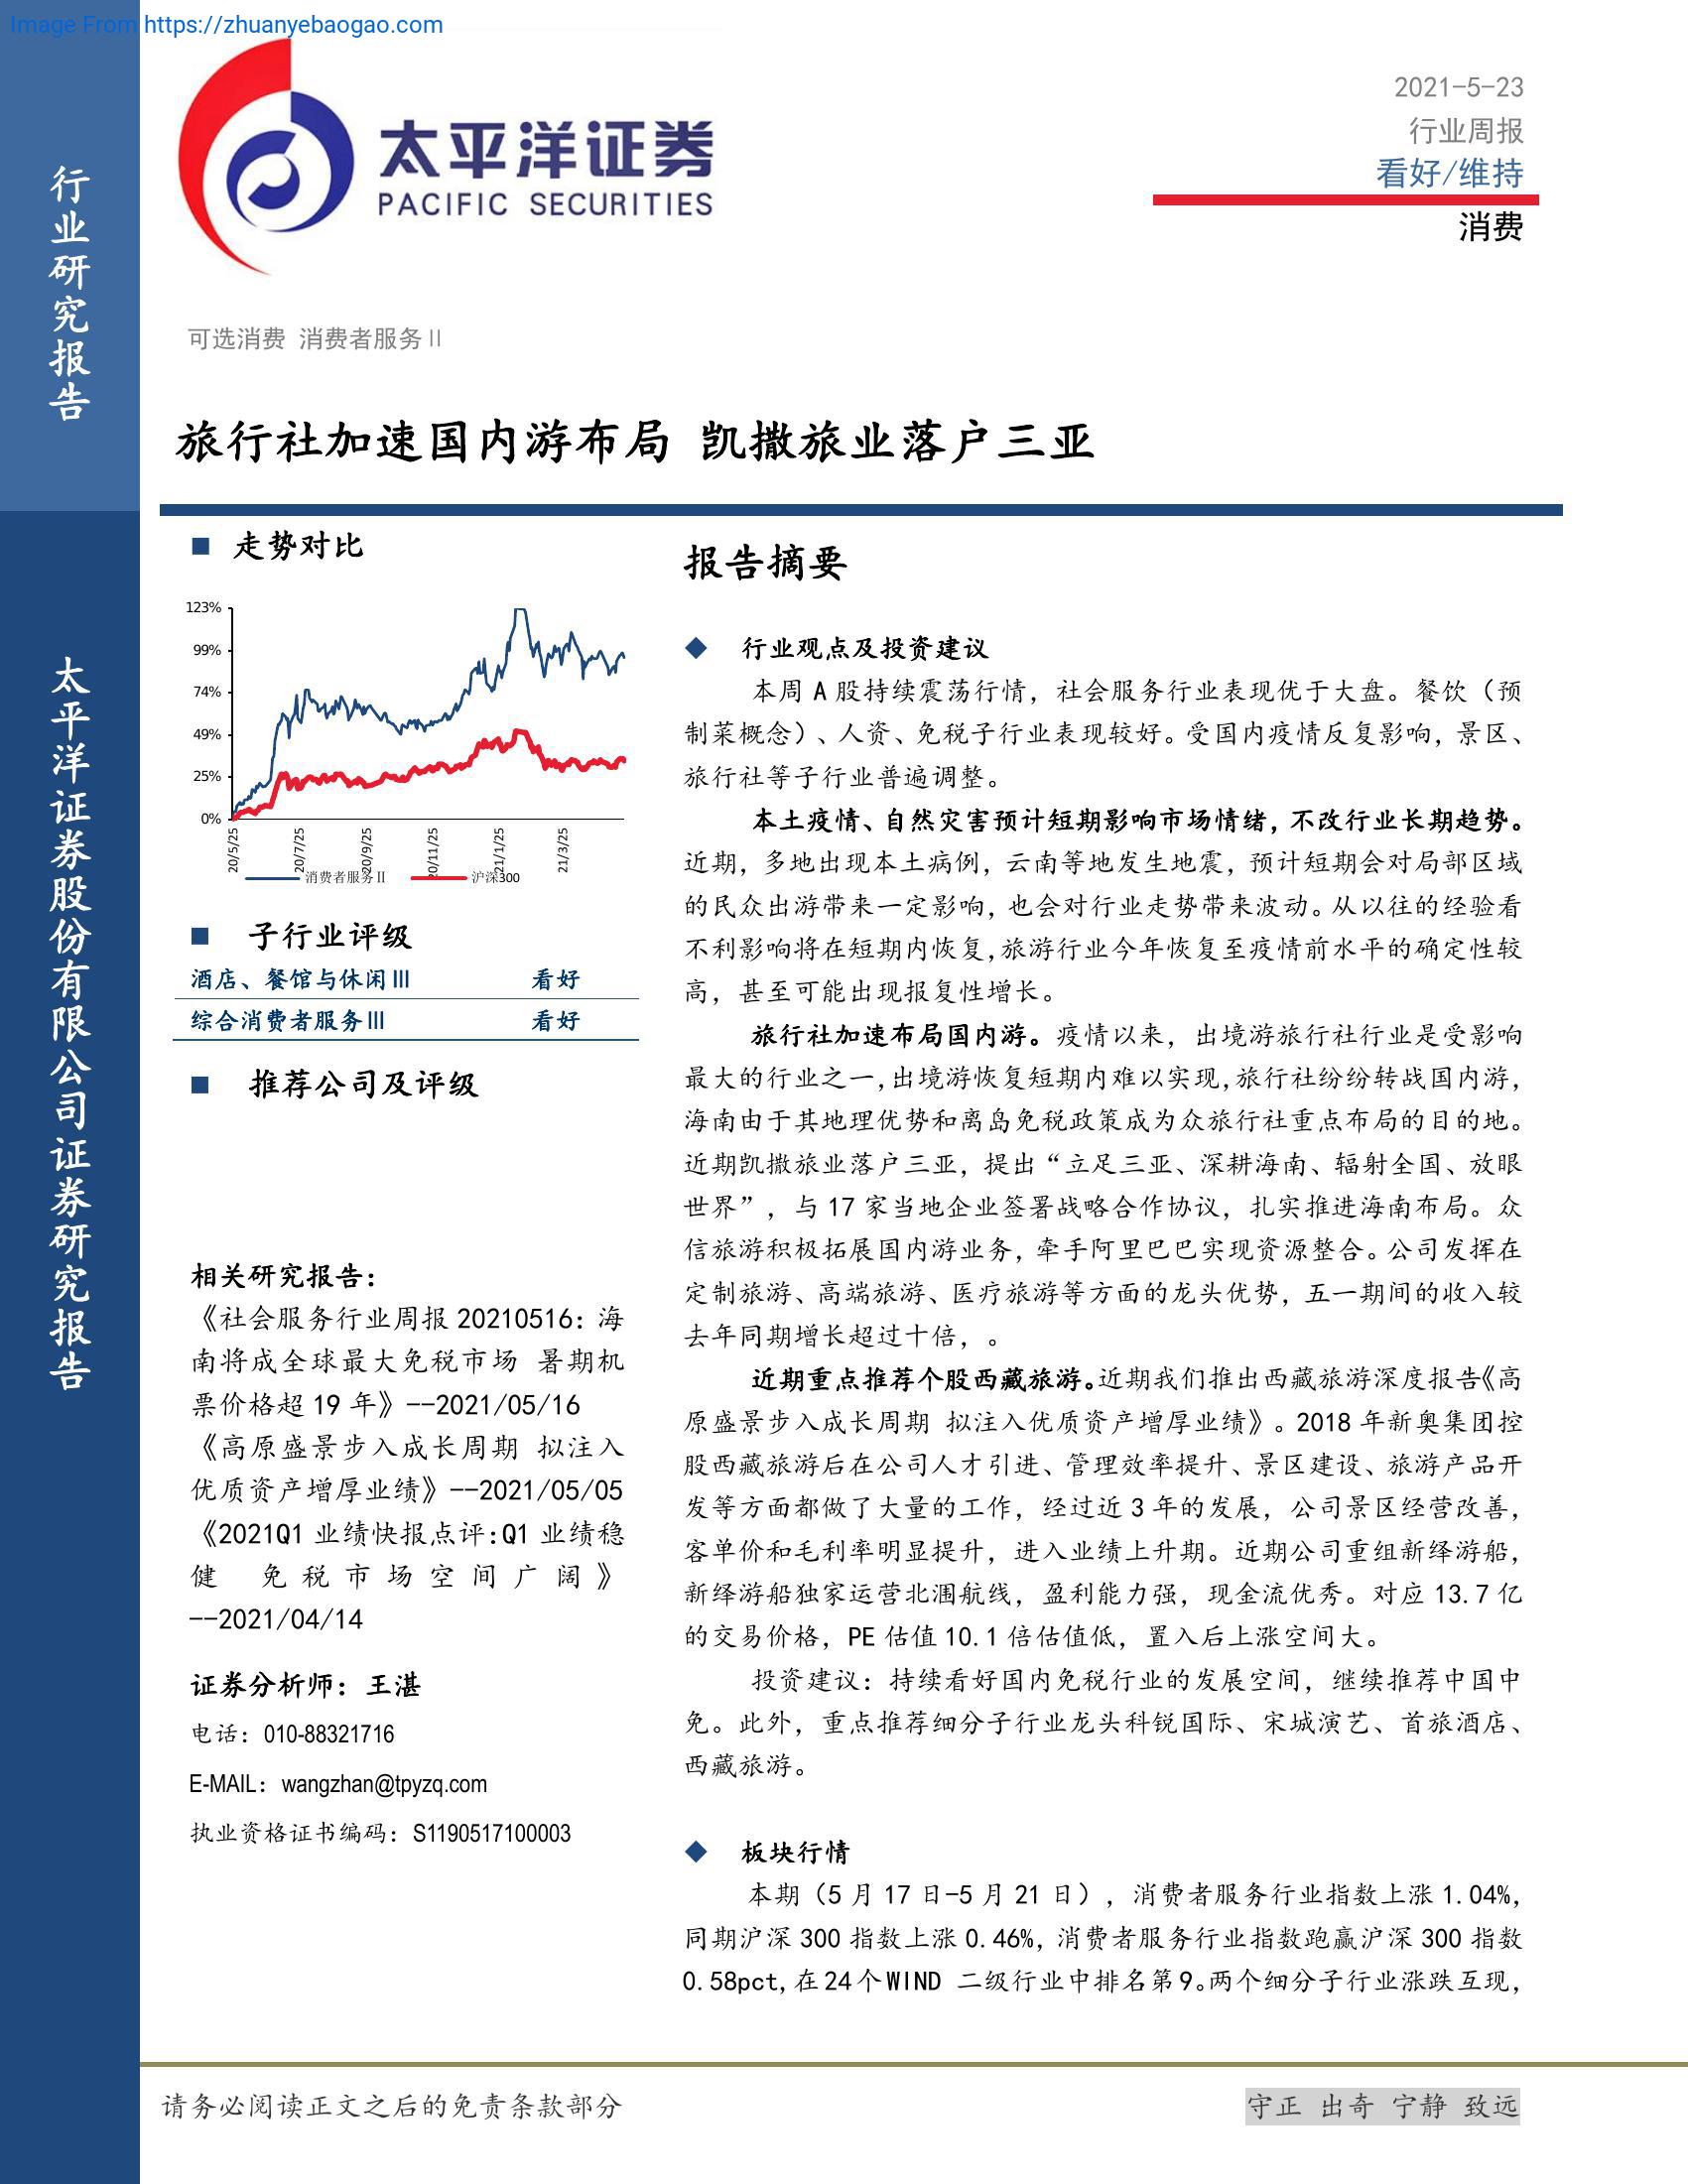 Image From https://zhuanyebaogao.com
行业研究报告
太平洋证券股份有限公司证券研究报告
太平洋证券
PACIFIC SECURITIES
2021-5-23
行业周报
看好/维持
消费
可选消费 消费者服务Ⅱ
旅行社加速国内游布局 凯撒旅业落户三亚
■ 走势对比
123%
99%
74%
49%
25%
0%
20/5/25
20/7/25
20/9/25
20/11/25
21/1/25
21/3/25
消费者服务Ⅱ
沪深300
■ 子行业评级
酒店、餐馆与休闲Ⅲ 看好
综合消费者服务Ⅲ 看好
■ 推荐公司及评级
相关研究报告：
《社会服务行业周报 20210516：海
南将成全球最大免税市场 暑期机
票价格超 19 年》--2021/05/16
《高原盛景步入成长周期 拟注入
优质资产增厚业绩》--2021/05/05
《2021Q1 业绩快报点评:Q1 业绩稳
健 免税市场空间广阔》
--2021/04/14
证券分析师：王湛
电话：010-88321716
E-MAIL：wangzhan@tpyzq.com
执业资格证书编码：S1190517100003
报告摘要
◆ 行业观点及投资建议
本周 A 股持续震荡行情，社会服务行业表现优于大盘。餐饮（预
制菜概念）、人资、免税子行业表现较好。受国内疫情反复影响，景区、
旅行社等子行业普遍调整。
本土疫情、自然灾害预计短期影响市场情绪，不改行业长期趋势。
近期，多地出现本土病例，云南等地发生地震，预计短期会对局部区域
的民众出游带来一定影响，也会对行业走势带来波动。从以往的经验看
不利影响将在短期内恢复，旅游行业今年恢复至疫情前水平的确定性较
高，甚至可能出现报复性增长。
旅行社加速布局国内游。疫情以来，出境游旅行社行业是受影响
最大的行业之一，出境游恢复短期内难以实现，旅行社纷纷转战国内游，
海南由于其地理优势和离岛免税政策成为众旅行社重点布局的目的地。
近期凯撒旅业落户三亚，提出“立足三亚、深耕海南、辐射全国、放眼
世界”，与 17 家当地企业签署战略合作协议，扎实推进海南布局。众
信旅游积极拓展国内游业务，牵手阿里巴巴实现资源整合。公司发挥在
定制旅游、高端旅游、医疗旅游等方面的龙头优势，五一期间的收入较
去年同期增长超过十倍，。
近期重点推荐个股西藏旅游。近期我们推出西藏旅游深度报告《高
原盛景步入成长周期 拟注入优质资产增厚业绩》。2018 年新奥集团控
股西藏旅游后在公司人才引进、管理效率提升、景区建设、旅游产品开
发等方面都做了大量的工作，经过近 3 年的发展，公司景区经营改善，
客单价和毛利率明显提升，进入业绩上升期。近期公司重组新绎游船，
新绎游船独家运营北涠航线，盈利能力强，现金流优秀。对应 13.7 亿
的交易价格，PE 估值 10.1 倍估值低，置入后上涨空间大。
投资建议：持续看好国内免税行业的发展空间，继续推荐中国中
免。此外，重点推荐细分子行业龙头科锐国际、宋城演艺、首旅酒店、
西藏旅游。
◆ 板块行情
本期（5 月 17 日-5 月 21 日），消费者服务行业指数上涨 1.04%，
同期沪深 300 指数上涨 0.46%，消费者服务行业指数跑赢沪深 300 指数
0.58pct，在 24 个 WIND 二级行业中排名第 9。两个细分子行业涨跌互现，
请务必阅读正文之后的免责条款部分
守正 出奇 宁静 致远